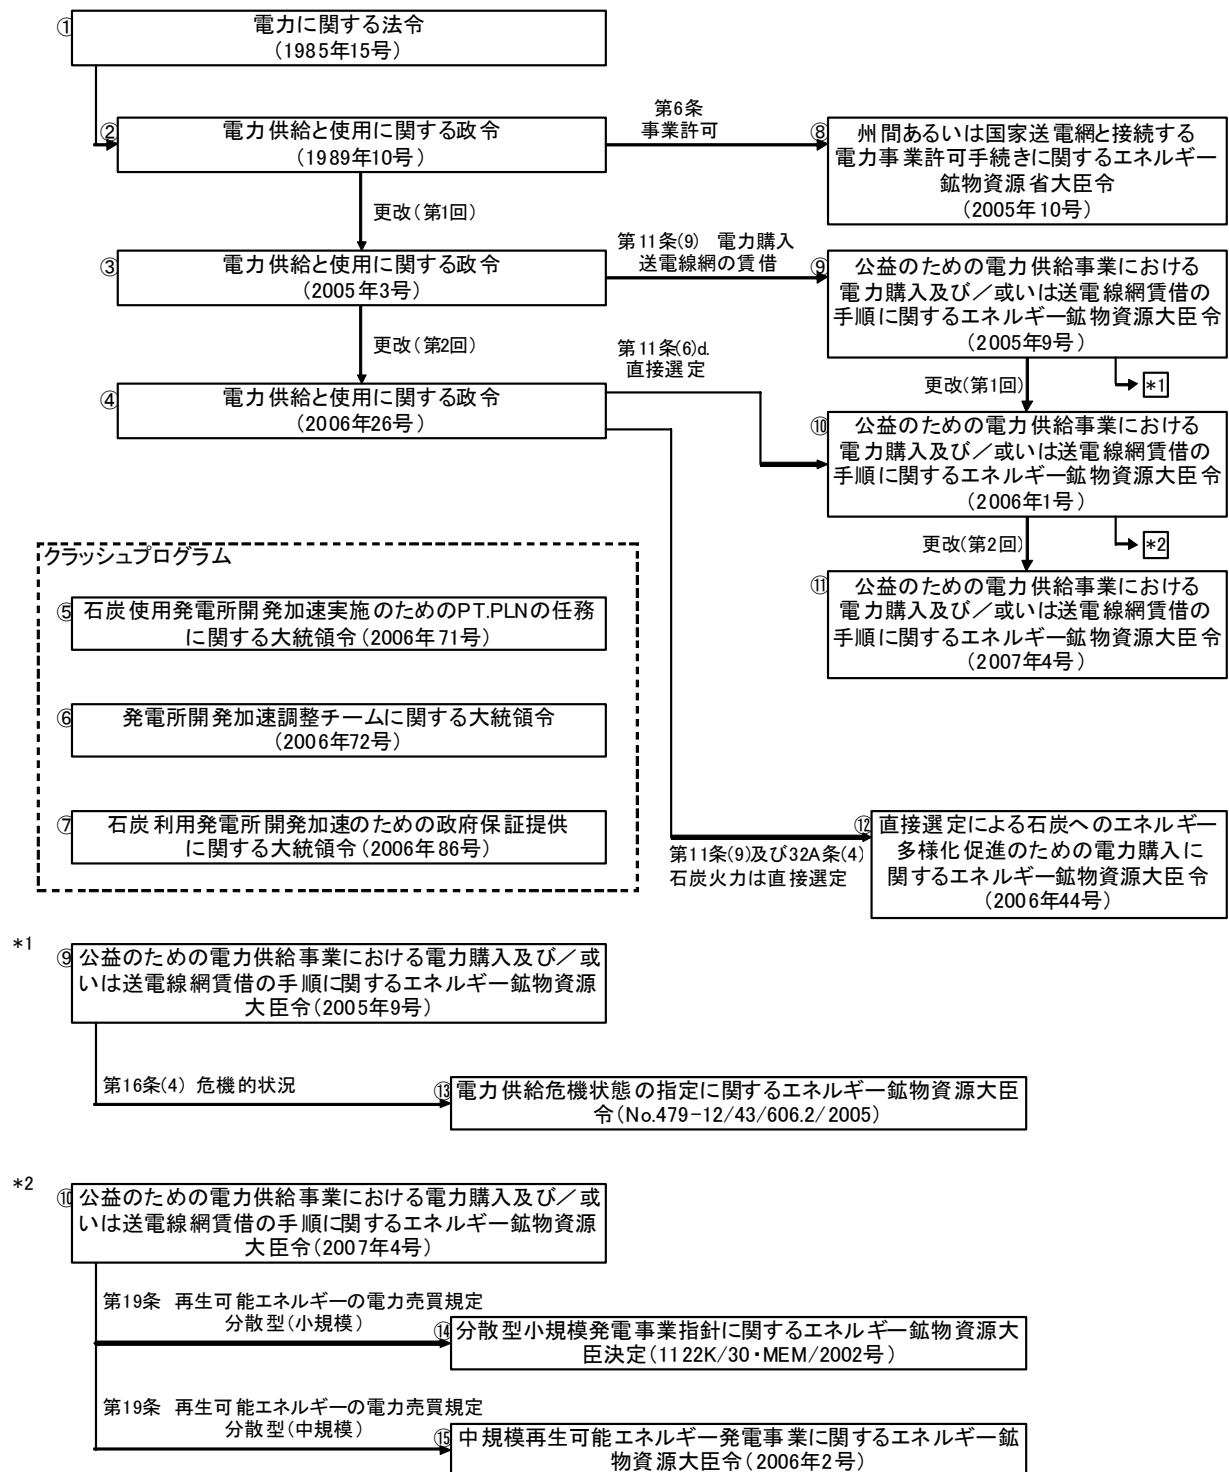 ① 電力に関する法令
(1985年15号)
② 電力供給と使用に関する政令
(1989年10号)
第6条
事業許可
⑧ 州間あるいは国家送電網と接続する
電力事業許可手続きに関するエネルギー
鉱物資源省大臣令
(2005年10号)
更改(第1回)
③ 電力供給と使用に関する政令
(2005年3号)
第11条(9) 電力購入
送電線網の賃借
⑨ 公益のための電力供給事業における
電力購入及び/或いは送電線網賃借の
手順に関するエネルギー鉱物資源大臣令
(2005年9号)
更改(第2回)
更改(第1回)
*1
④ 電力供給と使用に関する政令
(2006年26号)
第11条(6)d.
直接選定
⑩ 公益のための電力供給事業における
電力購入及び/或いは送電線網賃借の
手順に関するエネルギー鉱物資源大臣令
(2006年1号)
更改(第2回)
*2
⑪ 公益のための電力供給事業における
電力購入及び/或いは送電線網賃借の
手順に関するエネルギー鉱物資源大臣令
(2007年4号)
クラッシュプログラム
⑤ 石炭使用発電所開発加速実施のためのPT.PLNの任務
に関する大統領令(2006年71号)
⑥ 発電所開発加速調整チームに関する大統領令
(2006年72号)
⑦ 石炭利用発電所開発加速のための政府保証提供
に関する大統領令(2006年86号)
第11条(9)及び32A条(4)
石炭火力は直接選定
⑫ 直接選定による石炭へのエネルギー
多様化促進のための電力購入に
関するエネルギー鉱物資源大臣令
(2006年44号)
*1
⑨ 公益のための電力供給事業における電力購入及び/或
いは送電線網賃借の手順に関するエネルギー鉱物資源
大臣令(2005年9号)
第16条(4) 危機的状況
⑬ 電力供給危機状態の指定に関するエネルギー鉱物資源大臣
令(No.479-12/43/606.2/2005)
*2
⑩ 公益のための電力供給事業における電力購入及び/或
いは送電線網賃借の手順に関するエネルギー鉱物資源
大臣令(2007年4号)
第19条 再生可能エネルギーの電力売買規定
分散型(小規模)
⑭ 分散型小規模発電事業指針に関するエネルギー鉱物資源大
臣決定(1122K/30・MEM/2002号)
第19条 再生可能エネルギーの電力売買規定
分散型(中規模)
⑮ 中規模再生可能エネルギー発電事業に関するエネルギー鉱
物資源大臣令(2006年2号)